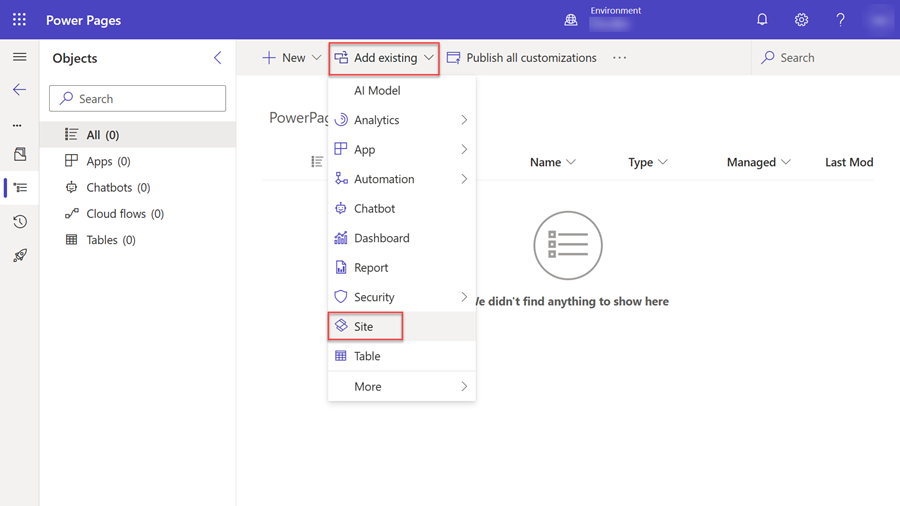 Power Pages
Environment
Objects
New
Add existing
Publish all customizations
Search
Search
All (0)
Apps (0)
Chatbots (0)
Cloud flows (0)
Tables (0)
AI Model
Analytics
App
Automation
Chatbot
Dashboard
Report
Security
Site
Table
More
PowerPag
Name
Type
Managed
Last Mod
e didn't find anything to show here